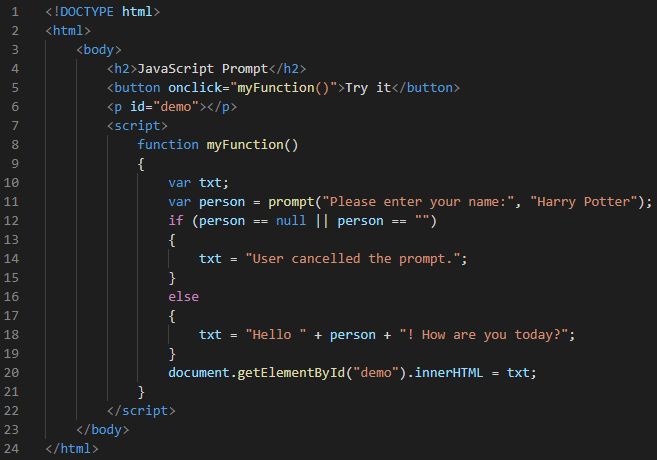 1 <!DOCTYPE html>
2 <html>
3 <body>
4 <h2>JavaScript Prompt</h2>
5 <button onclick="myFunction()">Try it</button>
6 <p id="demo"></p>
7 <script>
8 function myFunction()
9 {
10 var txt;
11 var person = prompt("Please enter your name:", "Harry Potter");
12 if (person == null || person == "")
13 {
14 txt = "User cancelled the prompt.";
15 }
16 else
17 {
18 txt = "Hello " + person + "! How are you today?";
19 }
20 document.getElementById("demo").innerHTML = txt;
21 }
22 </script>
23 </body>
24 </html>